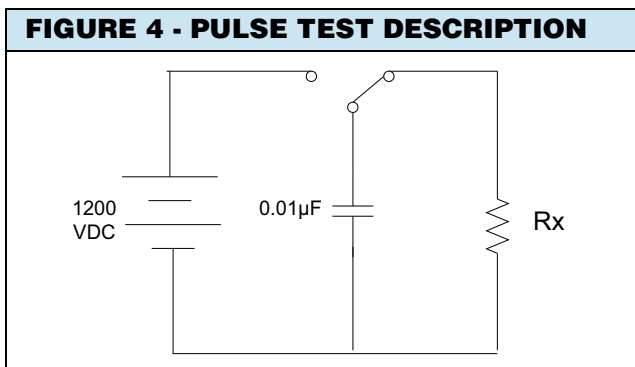 FIGURE 4 - PULSE TEST DESCRIPTION
1200
VDC
0.01µF
Rx